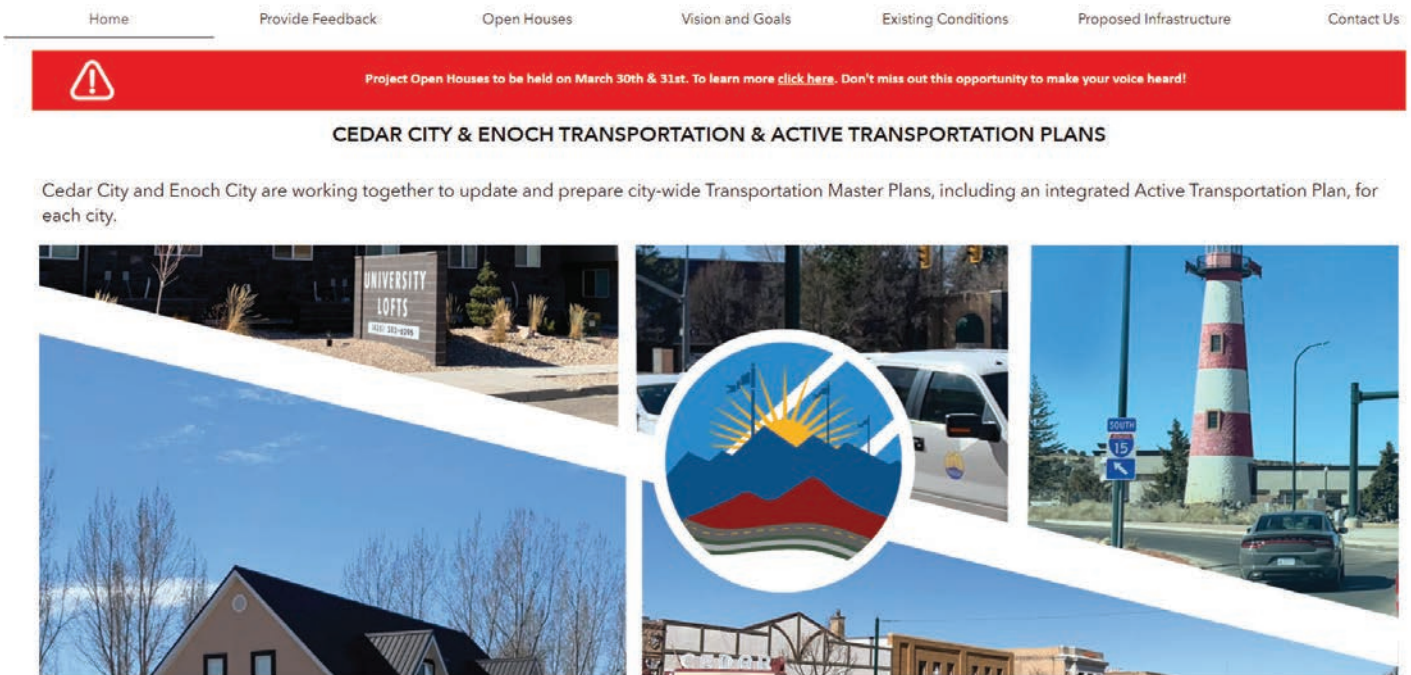 Home Provide Feedback Open Houses Vision and Goals Existing Conditions Proposed Infrastructure Contact Us
Project Open Houses to be held on March 30th & 31st. To learn more click here. Don't miss out this opportunity to make your voice heard!
CEDAR CITY & ENOCH TRANSPORTATION & ACTIVE TRANSPORTATION PLANS
Cedar City and Enoch City are working together to update and prepare city-wide Transportation Master Plans, including an integrated Active Transportation Plan, for
each city.
UNIVERSITY
LOFTS
SOUTH
15
CEDAR